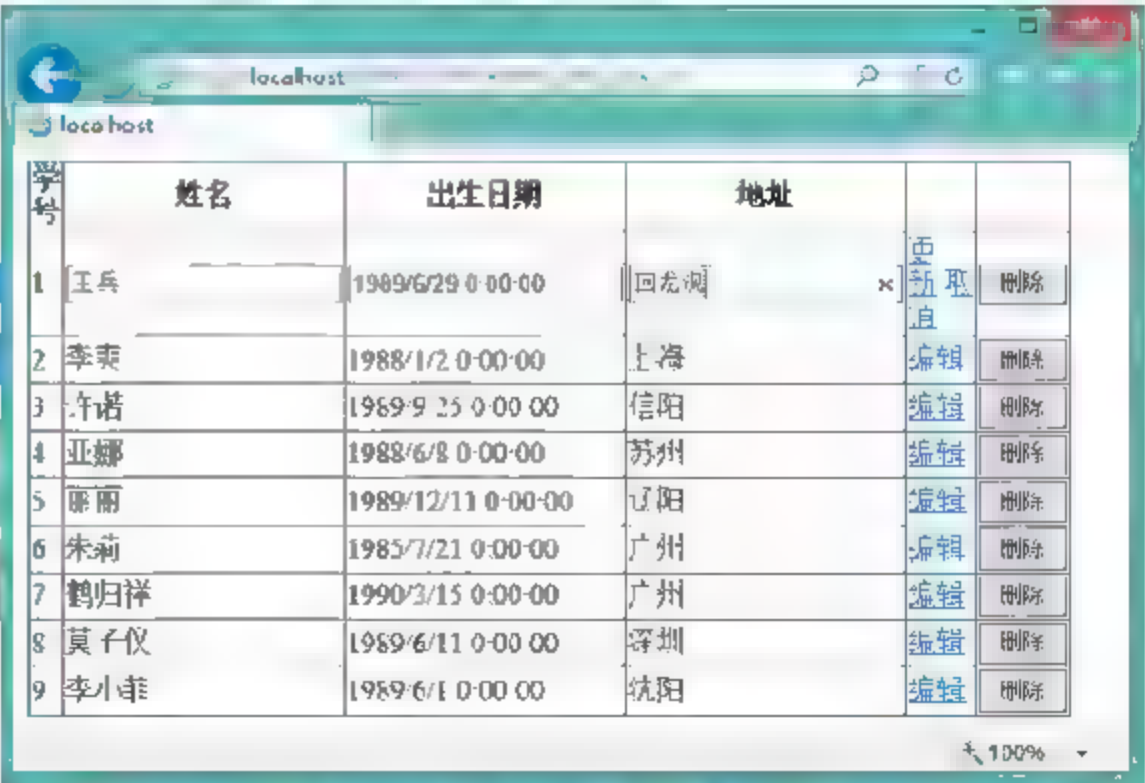 localhost
localhost
学号 姓名 出生日期 地址
1 王兵 1989/6/29 0:00:00 回龙观 × 更新 取消 删除
2 李爽 1988/1/2 0:00:00 上海 编辑 删除
3 许诺 1989/9/25 0:00:00 信阳 编辑 删除
4 亚娜 1988/6/8 0:00:00 苏州 编辑 删除
5 丽 1989/12/11 0:00:00 辽阳 编辑 删除
6 朱莉 1985/7/21 0:00:00 广州 编辑 删除
7 鹤归祥 1990/3/15 0:00:00 广州 编辑 删除
8 莫子仪 1989/6/11 0:00:00 深圳 编辑 删除
9 李小菲 1989/6/1 0:00:00 沈阳 编辑 删除
100%